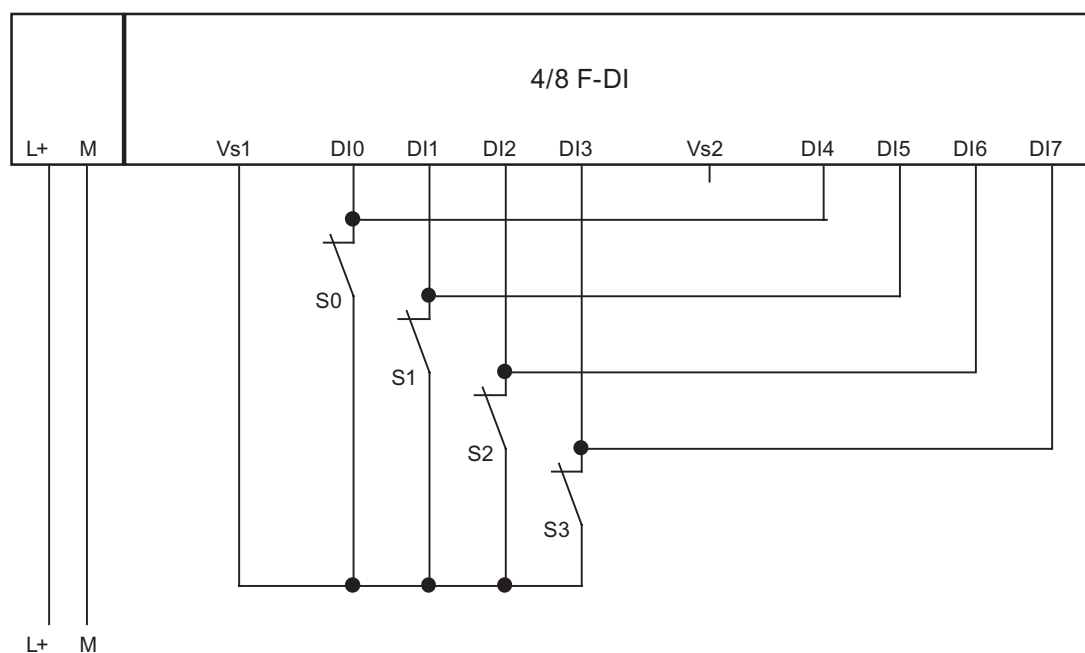 4/8 F-DI
L+ M Vs1 DI0 DI1 DI2 DI3 Vs2 DI4 DI5 DI6 DI7
S0
S1
S2
S3
L+ M